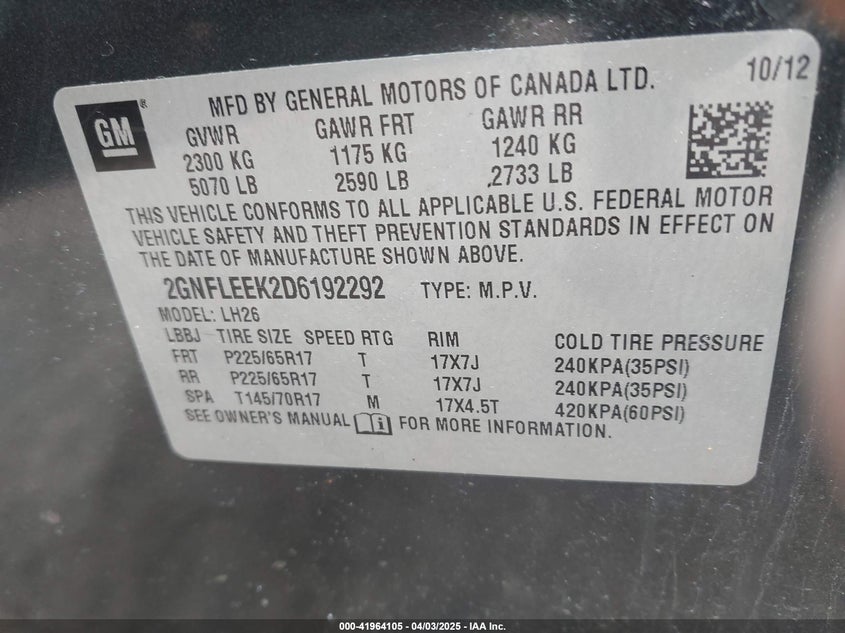 GM ®
MFD BY GENERAL MOTORS OF CANADA LTD. 10/12
GVWR GAWR FRT GAWR RR
2300 KG 1175 KG 1240 KG
5070 LB 2590 LB 2733 LB
THIS VEHICLE CONFORMS TO ALL APPLICABLE U.S. FEDERAL MOTOR
VEHICLE SAFETY AND THEFT PREVENTION STANDARDS IN EFFECT ON
THE DATE OF MANUFACTURE SHOWN ABOVE.
2GNFLEEK2D6192292 TYPE: M.P.V.
MODEL: LH26
LBBJ TIRE SIZE SPEED RTG RIM COLD TIRE PRESSURE
FRT P225/65R17 T 17X7J 240KPA(35PSI)
RR P225/65R17 T 17X7J 240KPA(35PSI)
SPA T145/70R17 M 17X4.5T 420KPA(60PSI)
SEE OWNER'S MANUAL i FOR MORE INFORMATION.
000-41964105 - 04/03/2025 - IAA Inc.